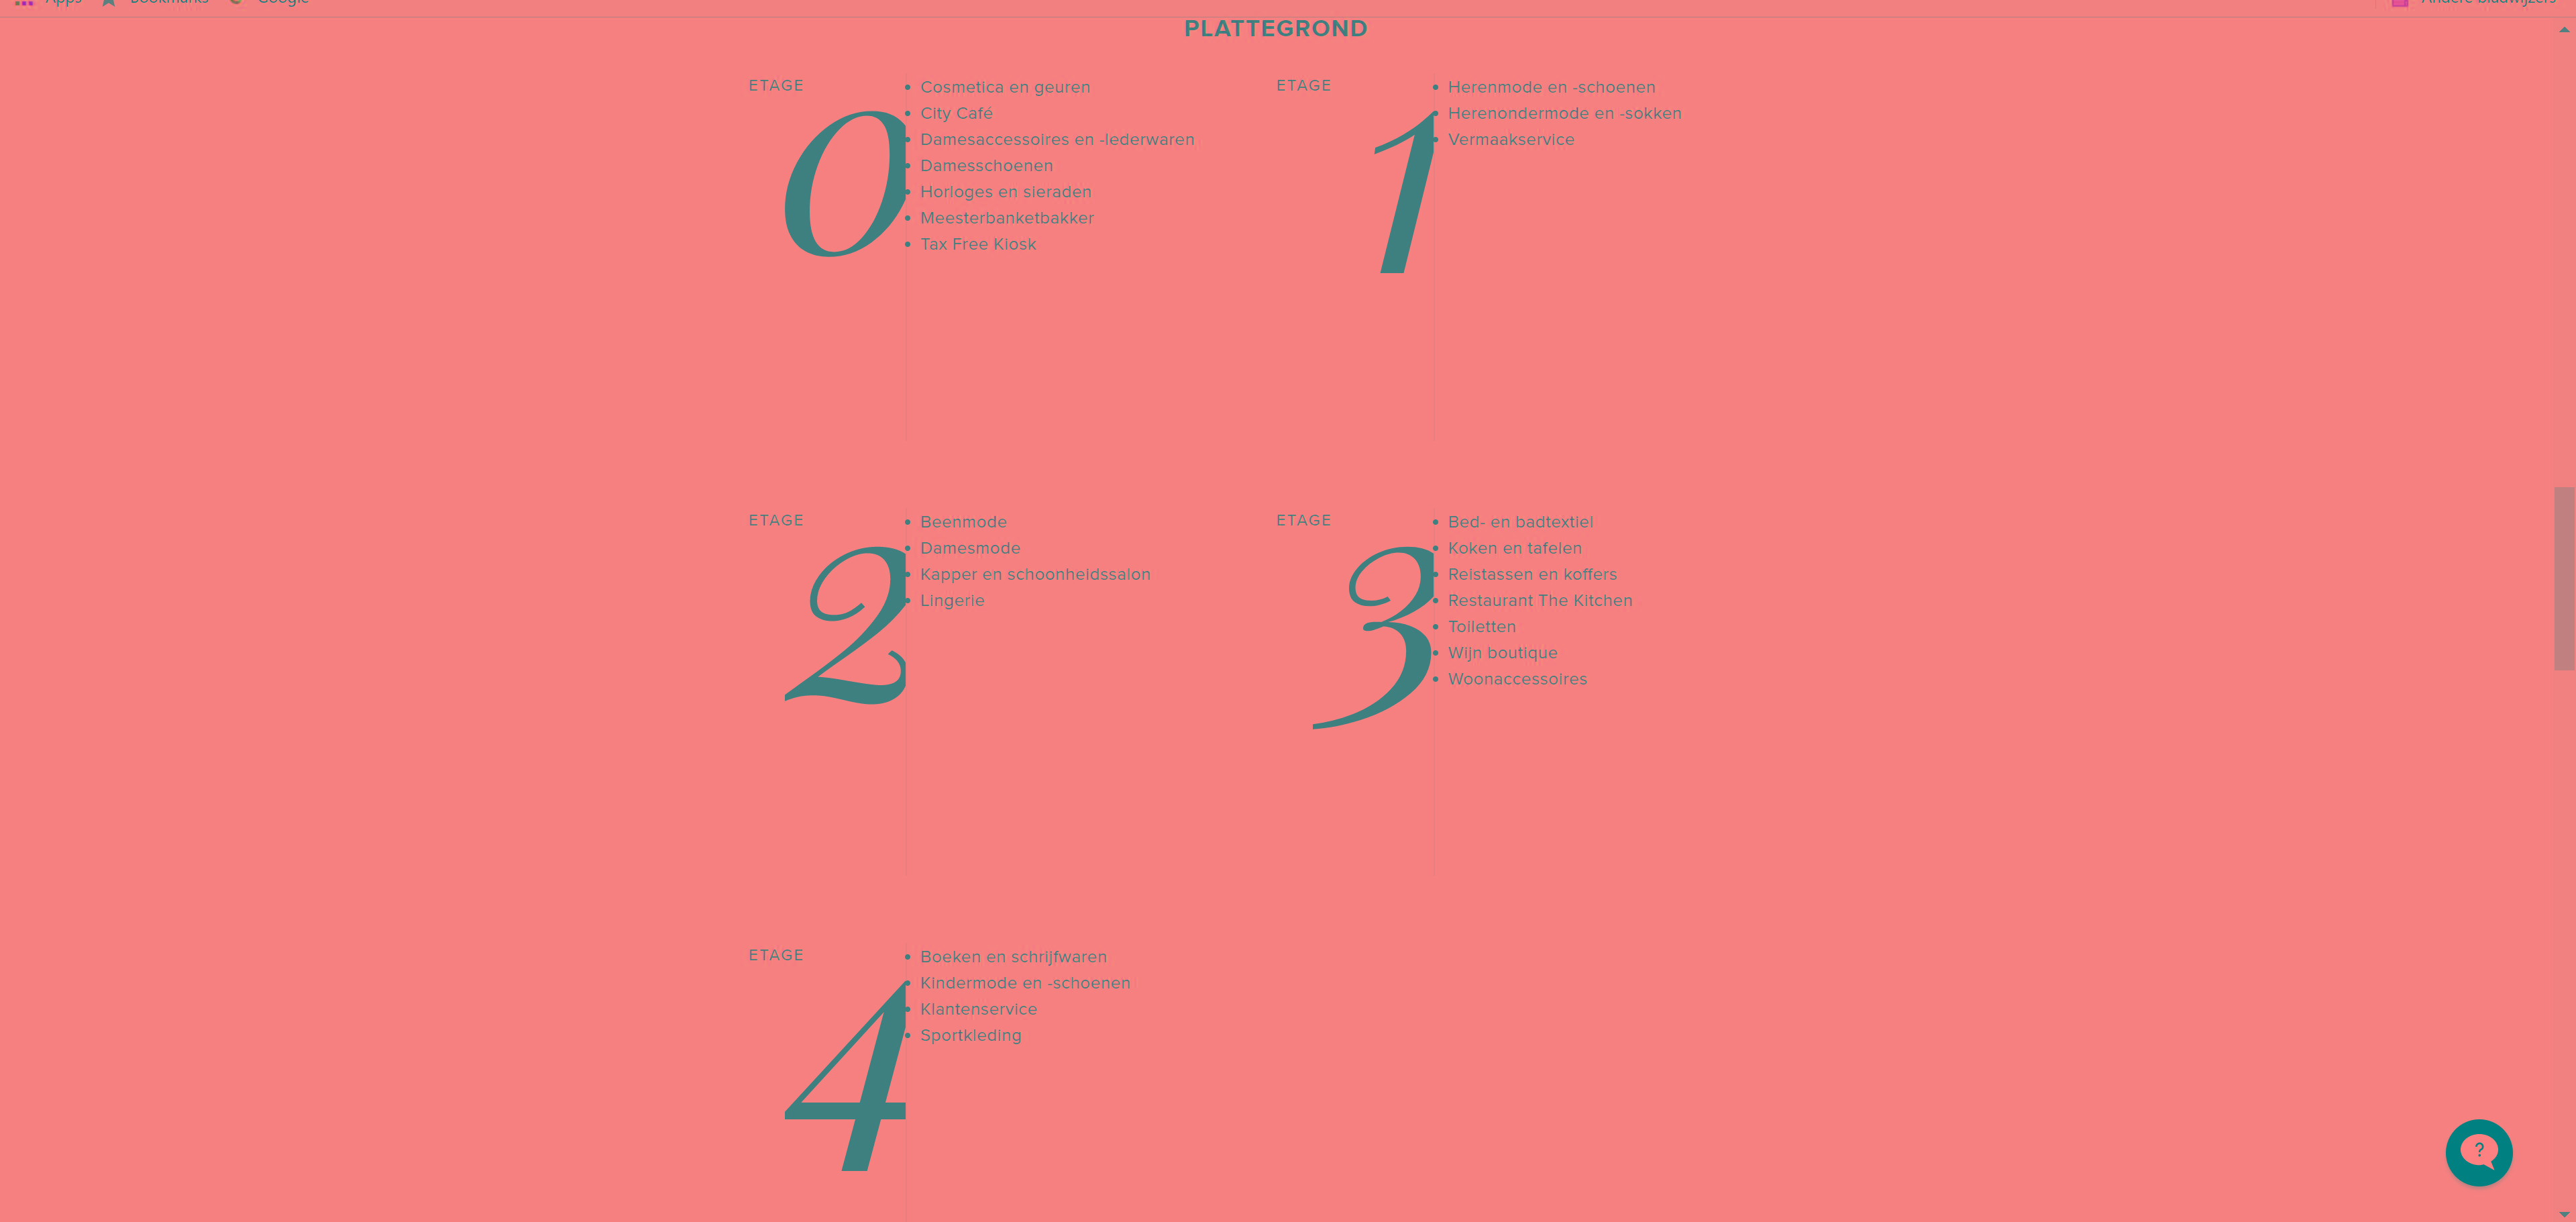 Apps Bookmarks Google Andere bladwijzers
PLATTEGROND
ETAGE
0
Cosmetica en geuren
City Café
Damesaccessoires en -lederwaren
Damesschoenen
Horloges en sieraden
Meesterbanketbakker
Tax Free Kiosk
ETAGE
1
Herenmode en -schoenen
Herenondermode en -sokken
Vermaakservice
ETAGE
2
Beenmode
Damesmode
Kapper en schoonheidssalon
Lingerie
ETAGE
3
Bed- en badtextiel
Koken en tafelen
Reistassen en koffers
Restaurant The Kitchen
Toiletten
Wijn boutique
Woonaccessoires
ETAGE
4
Boeken en schrijfwaren
Kindermode en -schoenen
Klantenservice
Sportkleding
?